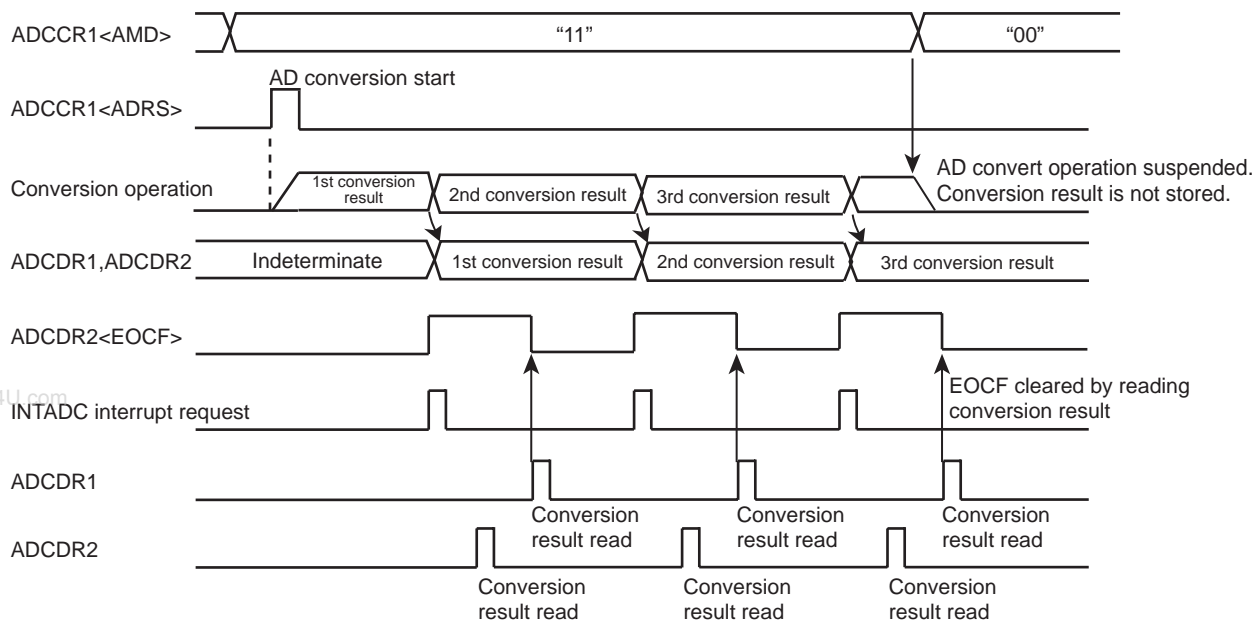 ADCCR1<AMD>
“11”
“00”
AD conversion start
ADCCR1<ADRS>
AD convert operation suspended.
Conversion result is not stored.
Conversion operation
1st conversion
result
2nd conversion result
3rd conversion result
ADCDR1,ADCDR2
Indeterminate
1st conversion result
2nd conversion result
3rd conversion result
ADCDR2<EOCF>
EOCF cleared by reading
conversion result
4U.com
INTADC interrupt request
ADCDR1
Conversion
result read
Conversion
result read
Conversion
result read
ADCDR2
Conversion
result read
Conversion
result read
Conversion
result read